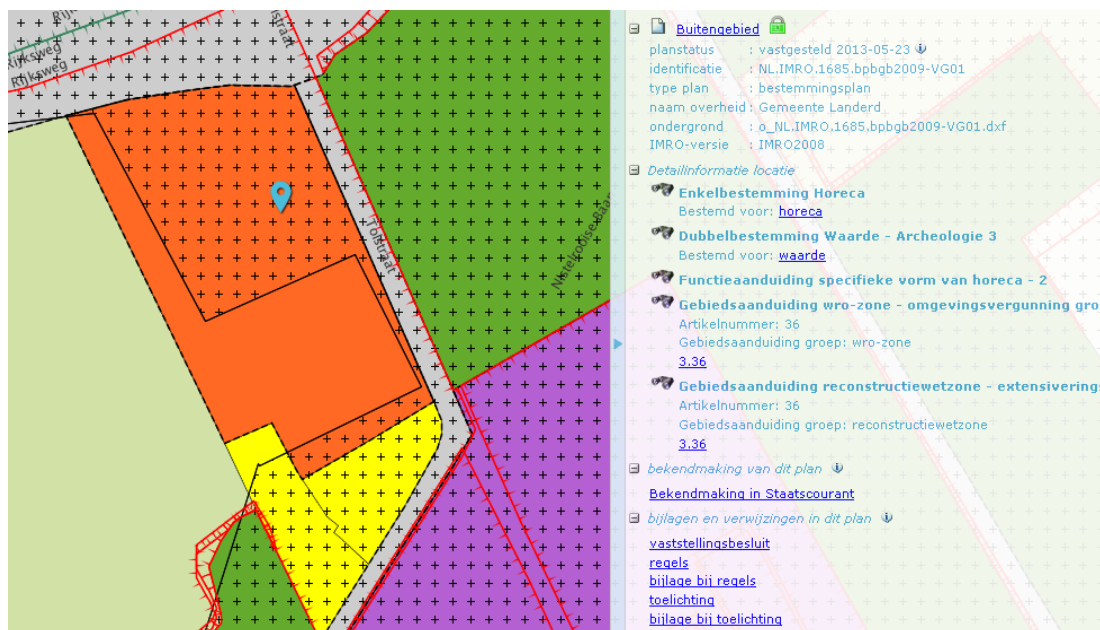 Rijksweg
Rijksweg
Tolstraat
Buitengebied
planstatus : vastgesteld 2013-05-23
identificatie : NL.IMRO.1685.bpbgb2009-VG01
type plan : bestemmingsplan
naam overheid : Gemeente Landerd
ondergrond : o_NL.IMRO.1685.bpbgb2009-VG01.dxf
IMRO-versie : IMRO2008
Detailinformatie locatie
Enkelbestemming Horeca
Bestemd voor: horeca
Dubbelbestemming Waarde - Archeologie 3
Bestemd voor: waarde
Functieaanduiding specifieke vorm van horeca - 2
Gebiedsaanduiding wro-zone - omgevingsvergunning gro
Artikelnummer: 36
Gebiedsaanduiding groep: wro-zone
3.36
Gebiedsaanduiding reconstructiewetzone - extensiverings
Artikelnummer: 36
Gebiedsaanduiding groep: reconstructiewetzone
3.36
bekendmaking van dit plan
Bekendmaking in Staatscourant
bijlagen en verwijzingen in dit plan
vaststellingsbesluit
regels
bijlage bij regels
toelichting
bijlage bij toelichting